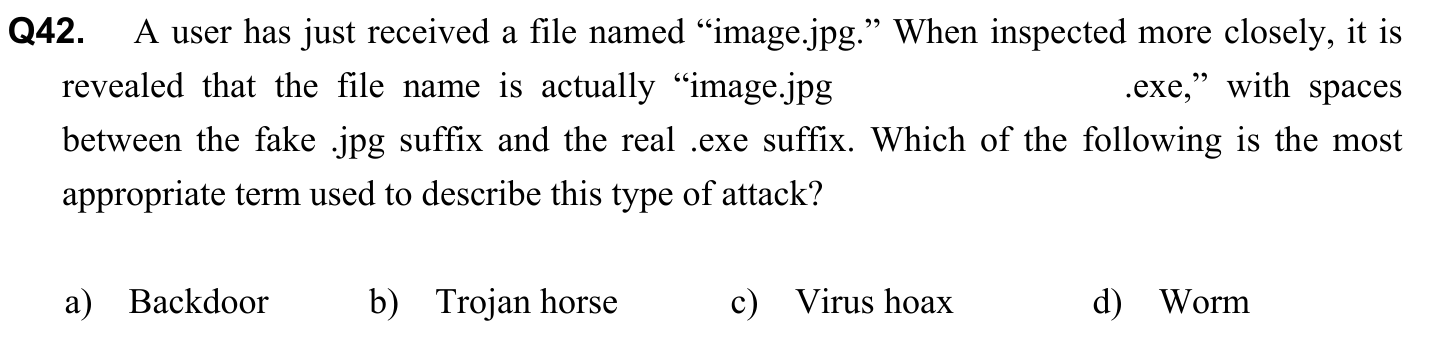 Q42. A user has just received a file named “image.jpg.” When inspected more closely, it is
revealed that the file name is actually “image.jpg                    .exe,” with spaces
between the fake .jpg suffix and the real .exe suffix. Which of the following is the most
appropriate term used to describe this type of attack?
a) Backdoor b) Trojan horse c) Virus hoax d) Worm